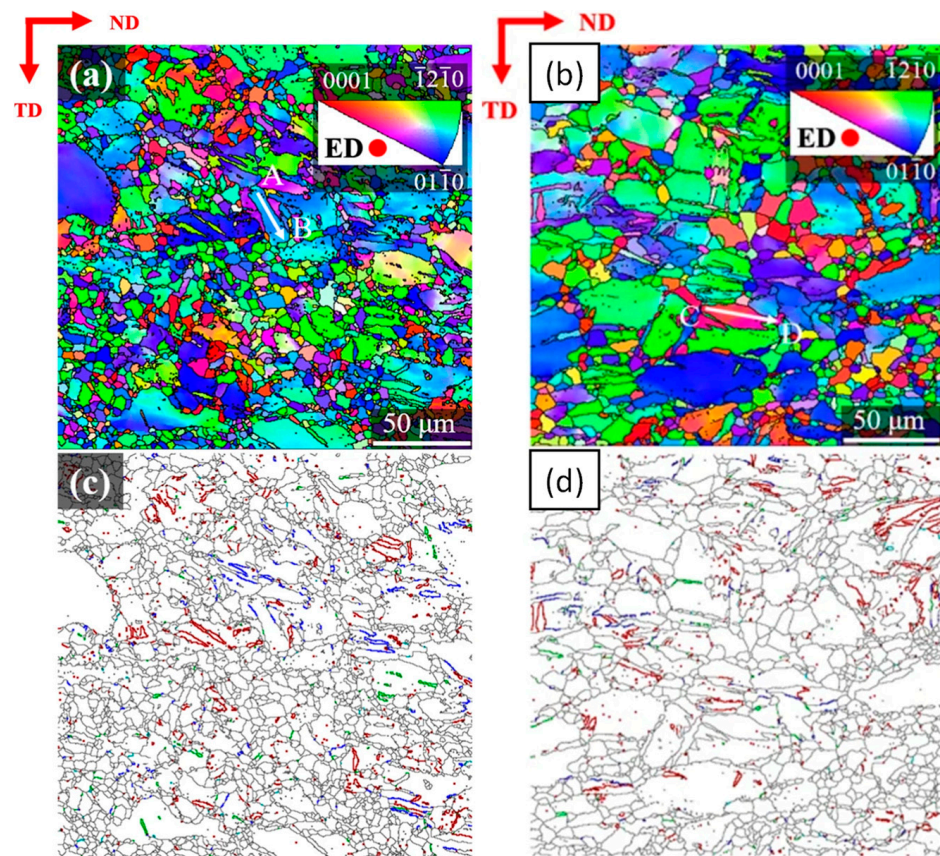 ND
TD
(a)
0001 1̅21̅0
ED
011̅0
A
B
50 μm
ND
TD
(b)
0001 1̅21̅0
ED
011̅0
C
D
50 μm
(c)
(d)